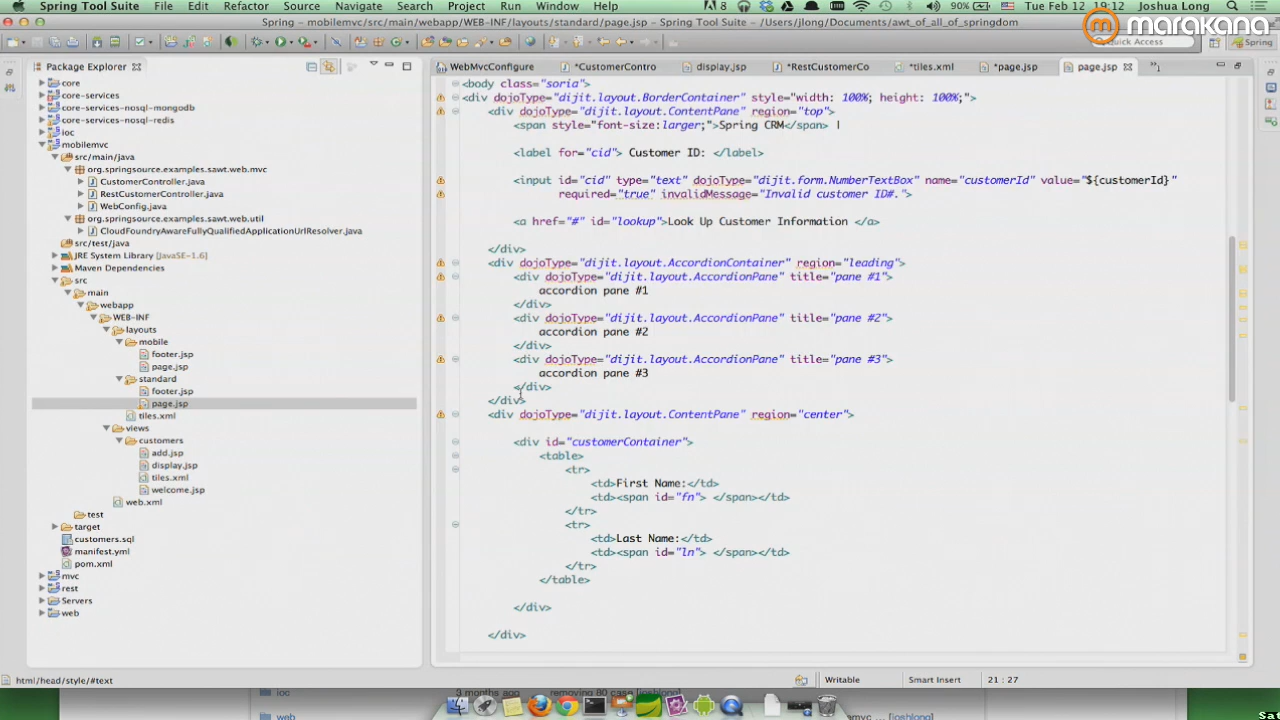 Spring Tool Suite File Edit Refactor Source Navigate Search Project Run Window Help 8 90% Tue Feb 12 19:12 Joshua Long
Spring – mobilemvc/src/main/webapp/WEB-INF/layouts/standard/page.jsp – Spring Tool Suite – /Users/jlong/Documents/awt_of_all_of_springdom
marakana
Quick Access Spring
Package Explorer
WebMvcConfigure *CustomerContro display.jsp *RestCustomerCo *tiles.xml *page.jsp page.jsp
core
core-services
core-services-nosql-mongodb
core-services-nosql-redis
ioc
mobilemvc
src/main/java
org.springsource.examples.sawt.web.mvc
CustomerController.java
RestCustomerController.java
WebConfig.java
org.springsource.examples.sawt.web.util
CloudFoundryAwareFullyQualifiedApplicationUrlResolver.java
src/test/java
JRE System Library [JavaSE-1.6]
Maven Dependencies
src
main
webapp
WEB-INF
layouts
mobile
footer.jsp
page.jsp
standard
footer.jsp
page.jsp
tiles.xml
views
customers
add.jsp
display.jsp
tiles.xml
welcome.jsp
web.xml
test
target
customers.sql
manifest.yml
pom.xml
mvc
rest
Servers
web
<body class="soria">
<div dojoType="dijit.layout.BorderContainer" style="width: 100%; height: 100%;">
<div dojoType="dijit.layout.ContentPane" region="top">
<span style="font-size:larger;">Spring CRM</span> |
<label for="cid"> Customer ID: </label>
<input id="cid" type="text" dojoType="dijit.form.NumberTextBox" name="customerId" value="${customerId}"
required="true" invalidMessage="Invalid customer ID#.">
<a href="#" id="lookup">Look Up Customer Information </a>
</div>
<div dojoType="dijit.layout.AccordionContainer" region="leading">
<div dojoType="dijit.layout.AccordionPane" title="pane #1">
accordion pane #1
</div>
<div dojoType="dijit.layout.AccordionPane" title="pane #2">
accordion pane #2
</div>
<div dojoType="dijit.layout.AccordionPane" title="pane #3">
accordion pane #3
</div>
</div>
<div dojoType="dijit.layout.ContentPane" region="center">
<div id="customerContainer">
<table>
<tr>
<td>First Name:</td>
<td><span id="fn"> </span></td>
</tr>
<tr>
<td>Last Name:</td>
<td><span id="ln"> </span></td>
</tr>
</table>
</div>
</div>
html/head/style/#text Writable Smart Insert 21 : 27
ioc 3 months ago removing 80 case [joshlong]
web